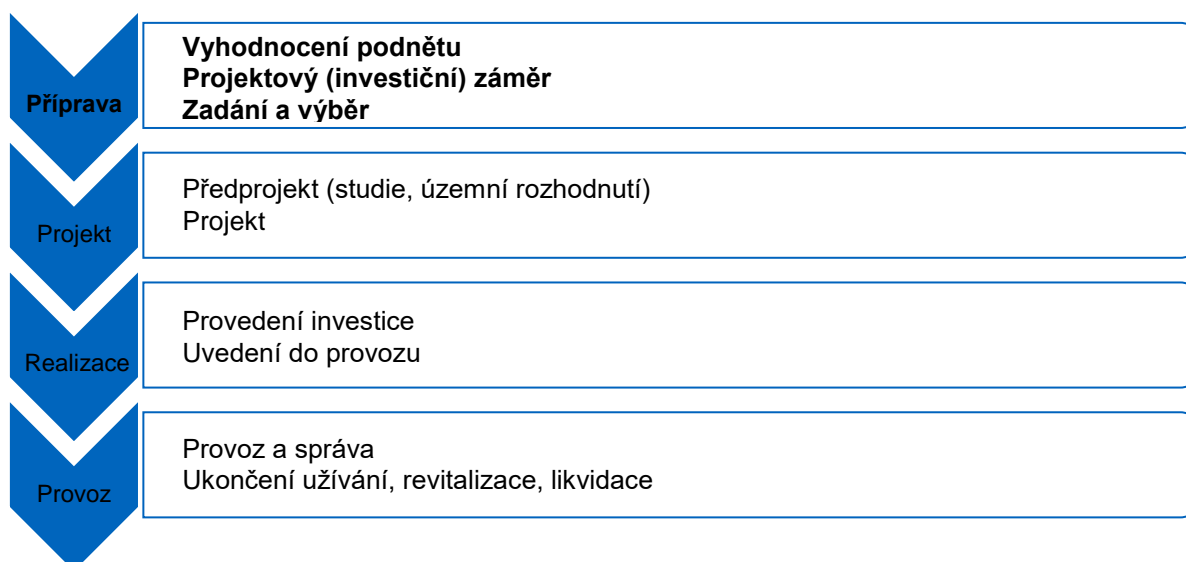 Příprava
Vyhodnocení podnětu
Projektový (investiční) záměr
Zadání a výběr
Projekt
Předprojekt (studie, územní rozhodnutí)
Projekt
Realizace
Provedení investice
Uvedení do provozu
Provoz
Provoz a správa
Ukončení užívání, revitalizace, likvidace